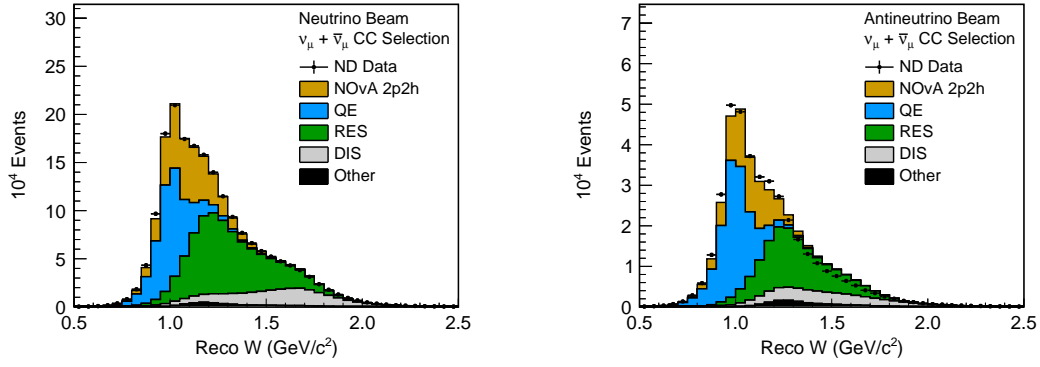 Neutrino Beam
ν_μ + ν̅_μ CC Selection
ND Data
NOvA 2p2h
QE
RES
DIS
Other
30
25
20
15
10
5
0
10⁴ Events
0.5 1.0 1.5 2.0 2.5
Reco W (GeV/c²)
Antineutrino Beam
ν_μ + ν̅_μ CC Selection
ND Data
NOvA 2p2h
QE
RES
DIS
Other
7
6
5
4
3
2
1
0
10⁴ Events
0.5 1.0 1.5 2.0 2.5
Reco W (GeV/c²)